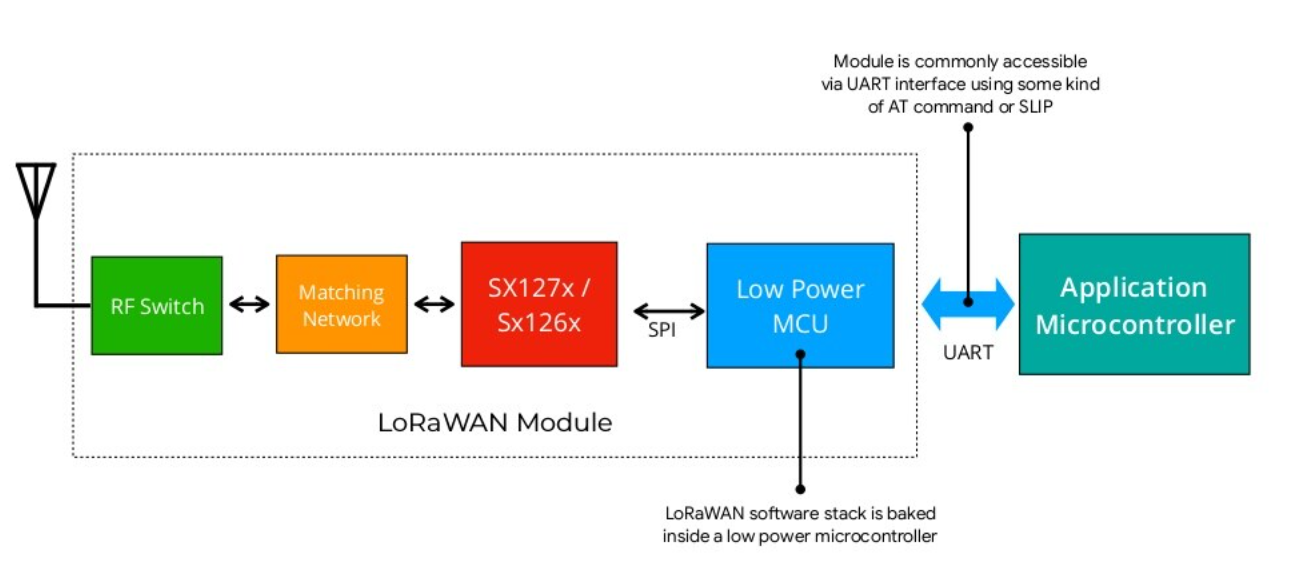 Module is commonly accessible
via UART interface using some kind
of AT command or SLIP
RF Switch
Matching
Network
SX127x /
Sx126x
SPI
Low Power
MCU
UART
Application
Microcontroller
LoRaWAN Module
LoRaWAN software stack is baked
inside a low power microcontroller